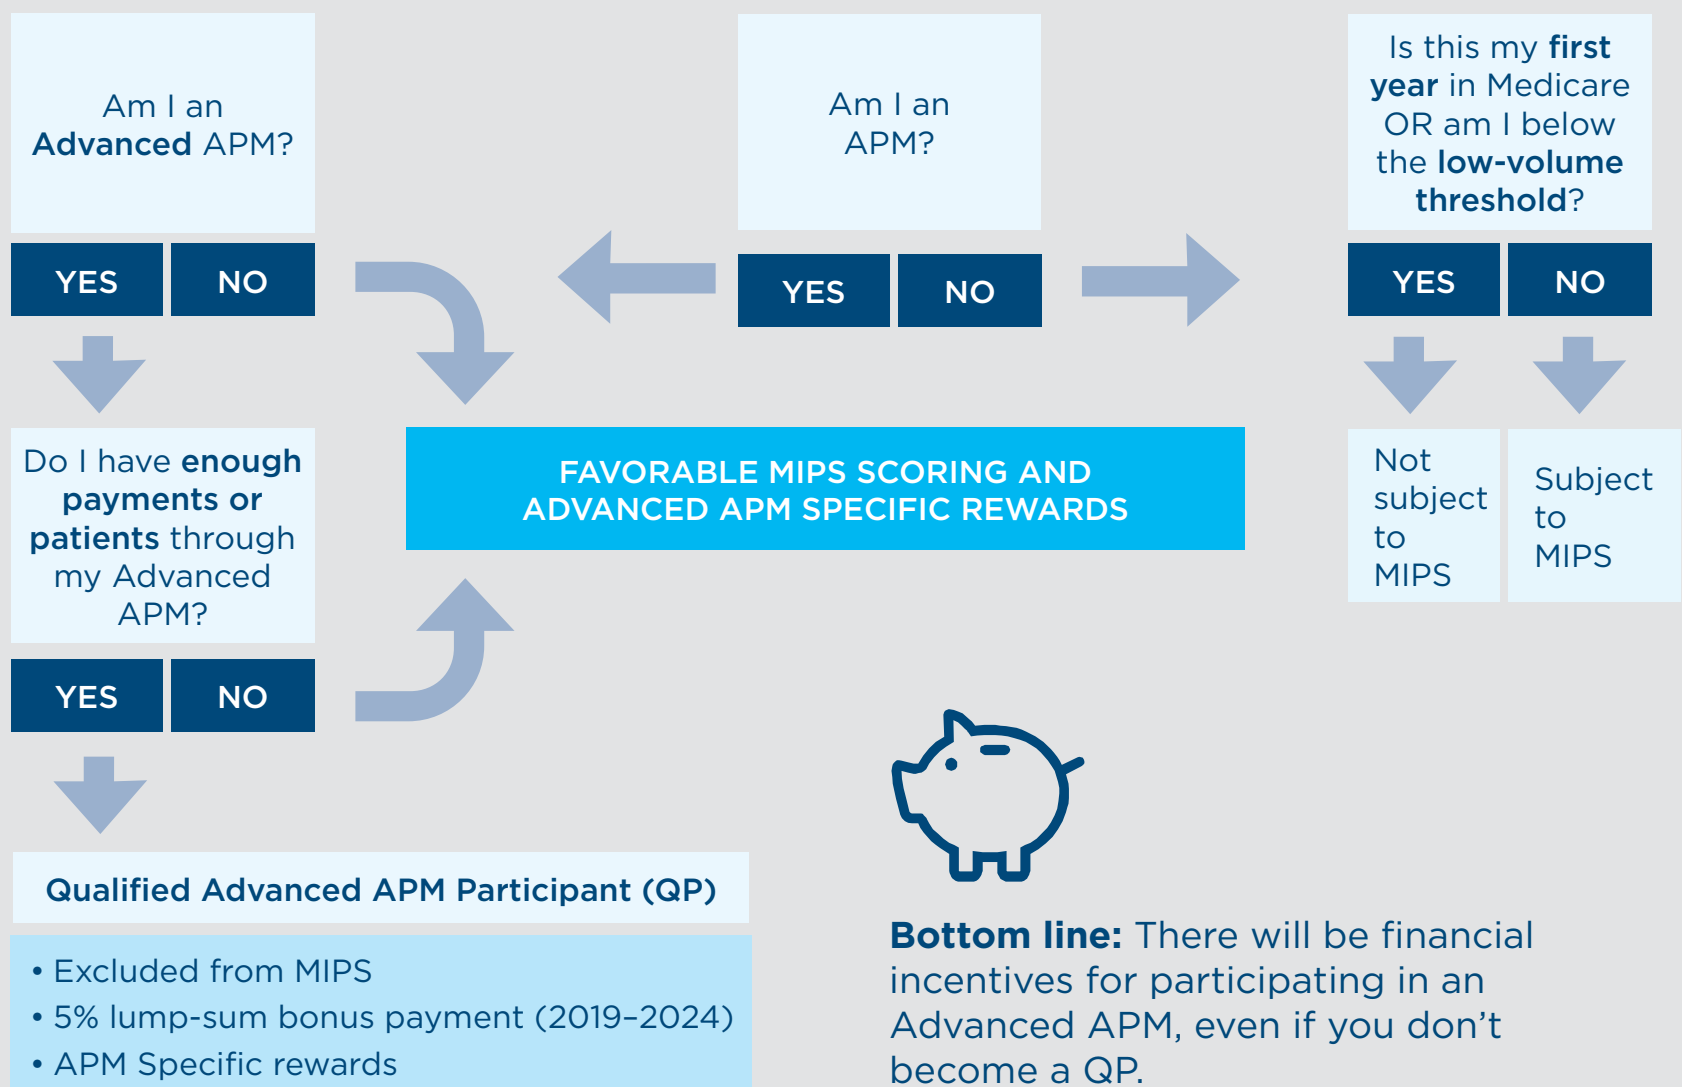 Am I an
Advanced APM?
YES
NO
Am I an
APM?
YES
NO
Is this my first
year in Medicare
OR am I below
the low-volume
threshold?
YES
NO
Do I have enough
payments or
patients through
my Advanced
APM?
YES
NO
FAVORABLE MIPS SCORING AND
ADVANCED APM SPECIFIC REWARDS
Not
subject
to
MIPS
Subject
to
MIPS
Qualified Advanced APM Participant (QP)
• Excluded from MIPS
• 5% lump-sum bonus payment (2019–2024)
• APM Specific rewards
Bottom line: There will be financial
incentives for participating in an
Advanced APM, even if you don't
become a QP.